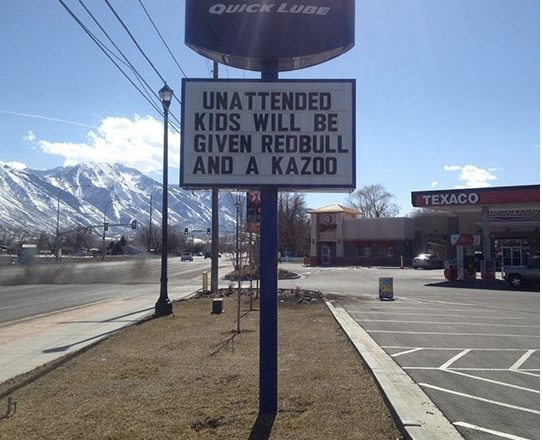 QUICK LUBE
UNATTENDED
KIDS WILL BE
GIVEN REDBULL
AND A KAZOO
TEXACO